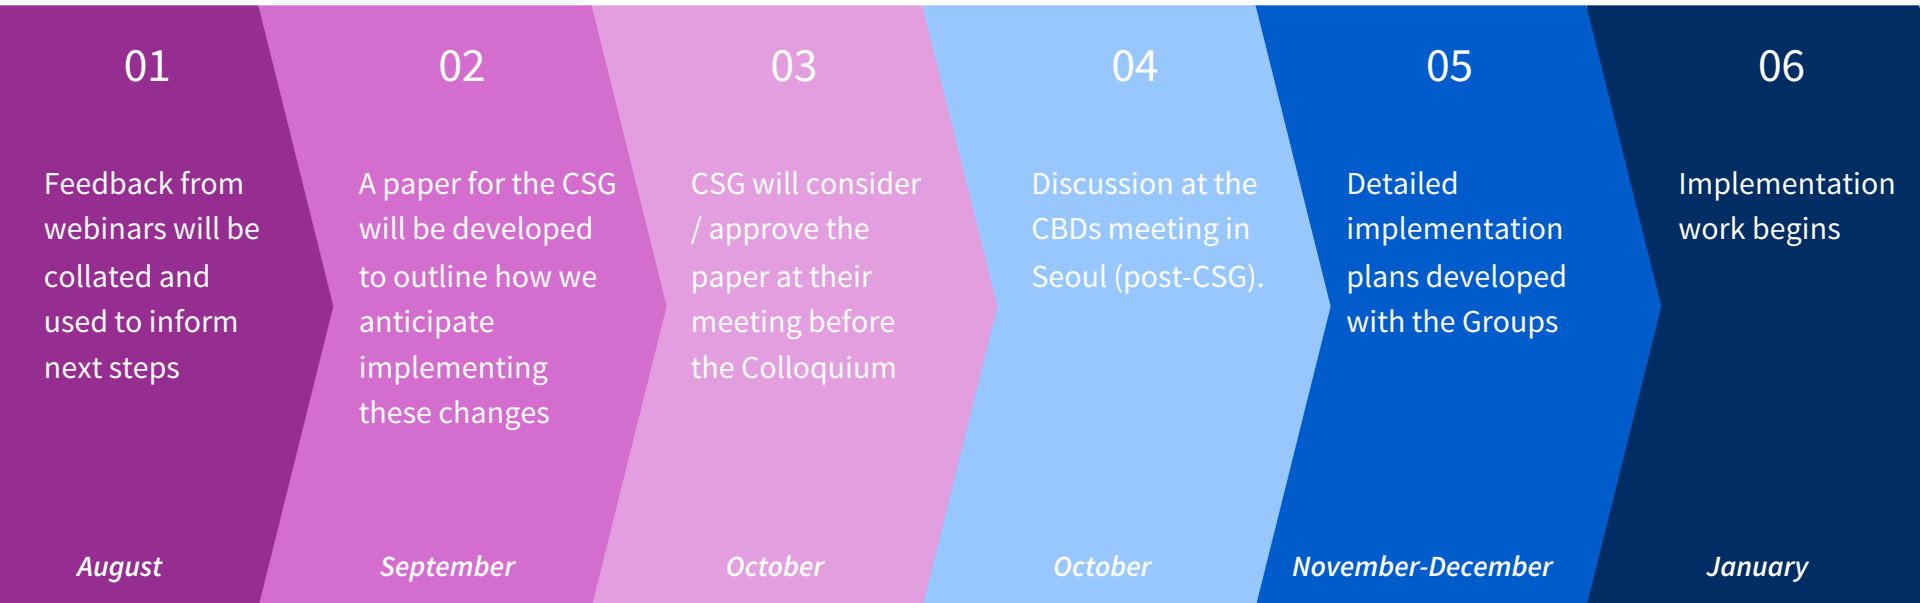 01
Feedback from
webinars will be
collated and
used to inform
next steps
August
02
A paper for the CSG
will be developed
to outline how we
anticipate
implementing
these changes
September
03
CSG will consider
/ approve the
paper at their
meeting before
the Colloquium
October
04
Discussion at the
CBDs meeting in
Seoul (post-CSG).
October
05
Detailed
implementation
plans developed
with the Groups
November-December
06
Implementation
work begins
January